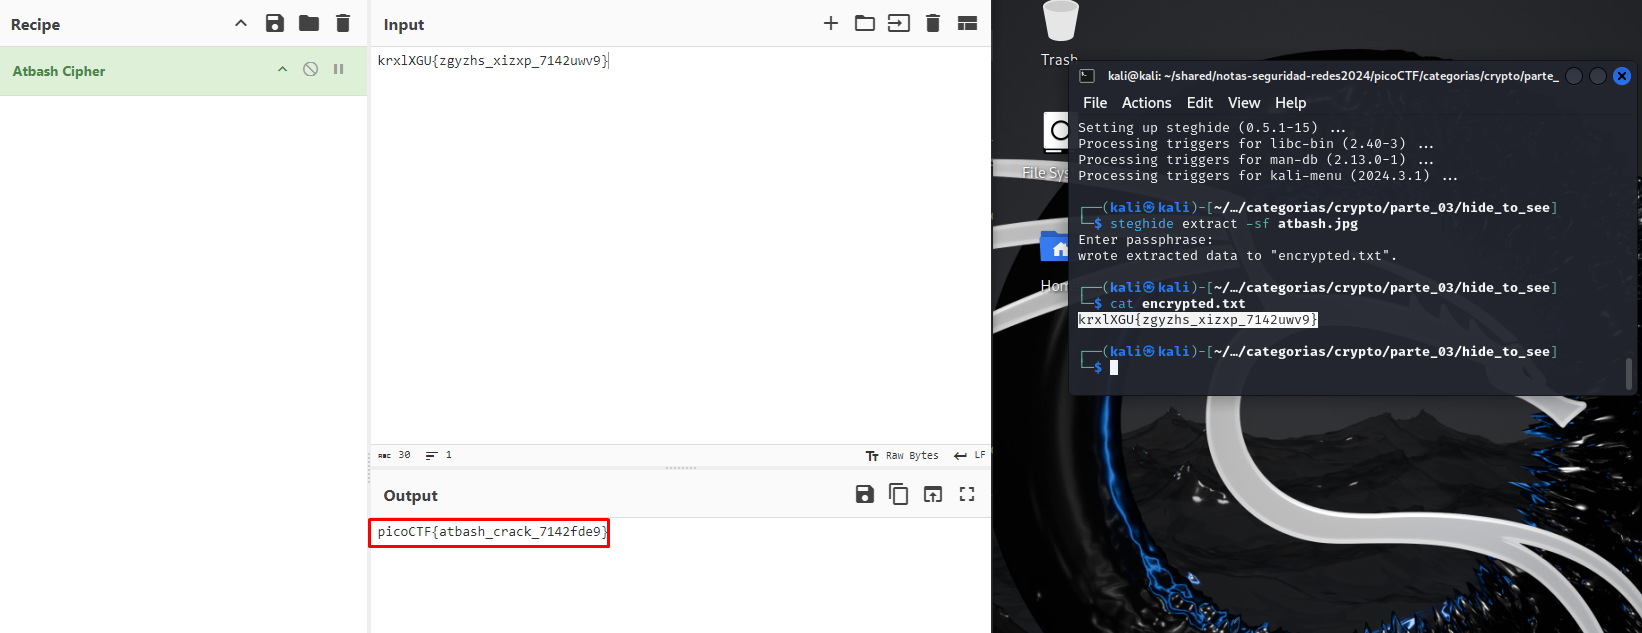 Recipe
Atbash Cipher
Input
krxlXGU{zgyzhs_xizxp_7142uwv9}
ABC 30 1
Raw Bytes LF
Output
picoCTF{atbash_crack_7142fde9}
Trash
File Sys
Hom
kali@kali: ~/shared/notas-seguridad-redes2024/picoCTF/categorias/crypto/parte_
File Actions Edit View Help
Setting up steghide (0.5.1-15) ...
Processing triggers for libc-bin (2.40-3) ...
Processing triggers for man-db (2.13.0-1) ...
Processing triggers for kali-menu (2024.3.1) ...
┌──(kali㉿kali)-[~/…/categorias/crypto/parte_03/hide_to_see]
└─$ steghide extract -sf atbash.jpg
Enter passphrase:
wrote extracted data to "encrypted.txt".
┌──(kali㉿kali)-[~/…/categorias/crypto/parte_03/hide_to_see]
└─$ cat encrypted.txt
krxlXGU{zgyzhs_xizxp_7142uwv9}
┌──(kali㉿kali)-[~/…/categorias/crypto/parte_03/hide_to_see]
└─$